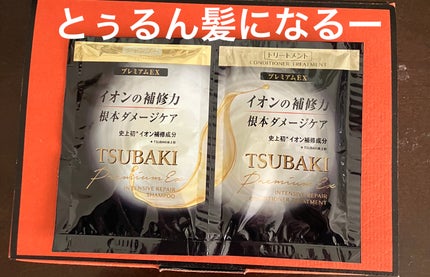 とぅるん髪になるー
プレミアムEX
イオンの補修力
根本ダメージケア
史上初*イオン補修成分
TSUBAKI
Premium Ex
INTENSIVE REPAIR
SHAMPOO
トリートメント
CONDITIONER TREATMENT
プレミアムEX
イオンの補修力
根本ダメージケア
史上初*イオン補修成分
TSUBAKI
Premium Ex
INTENSIVE REPAIR
CONDITIONER TREATMENT